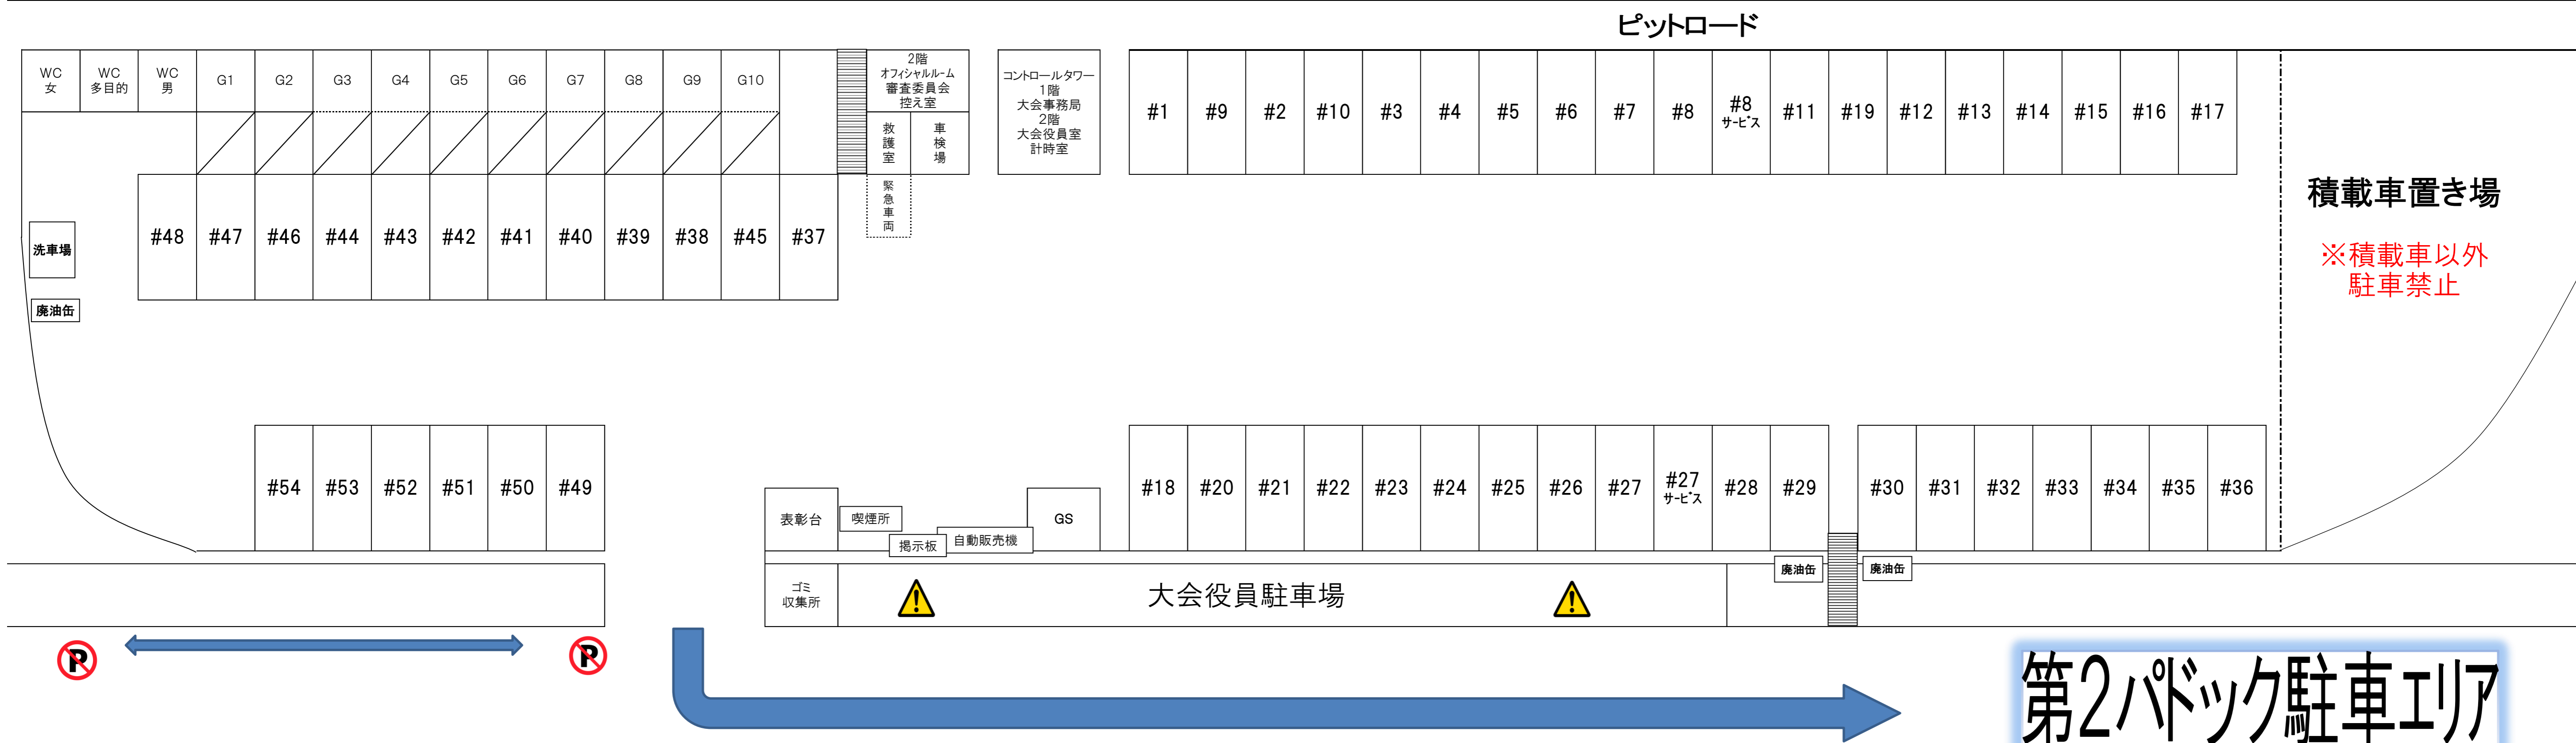 ピットロード
WC
女
WC
多目的
WC
男
G1
G2
G3
G4
G5
G6
G7
G8
G9
G10
2階
オフィシャルルーム
審査委員会
控え室
救護室
車検場
緊急車両
コントロールタワー
1階
大会事務局
2階
大会役員室
計時室
#1
#9
#2
#10
#3
#4
#5
#6
#7
#8
#8
サービス
#11
#19
#12
#13
#14
#15
#16
#17
積載車置き場
※積載車以外
駐車禁止
洗車場
廃油缶
#48
#47
#46
#44
#43
#42
#41
#40
#39
#38
#45
#37
#54
#53
#52
#51
#50
#49
表彰台
喫煙所
掲示板
自動販売機
GS
#18
#20
#21
#22
#23
#24
#25
#26
#27
#27
サービス
#28
#29
#30
#31
#32
#33
#34
#35
#36
ゴミ
収集所
大会役員駐車場
廃油缶
廃油缶
P
P
第2パドック駐車エリア